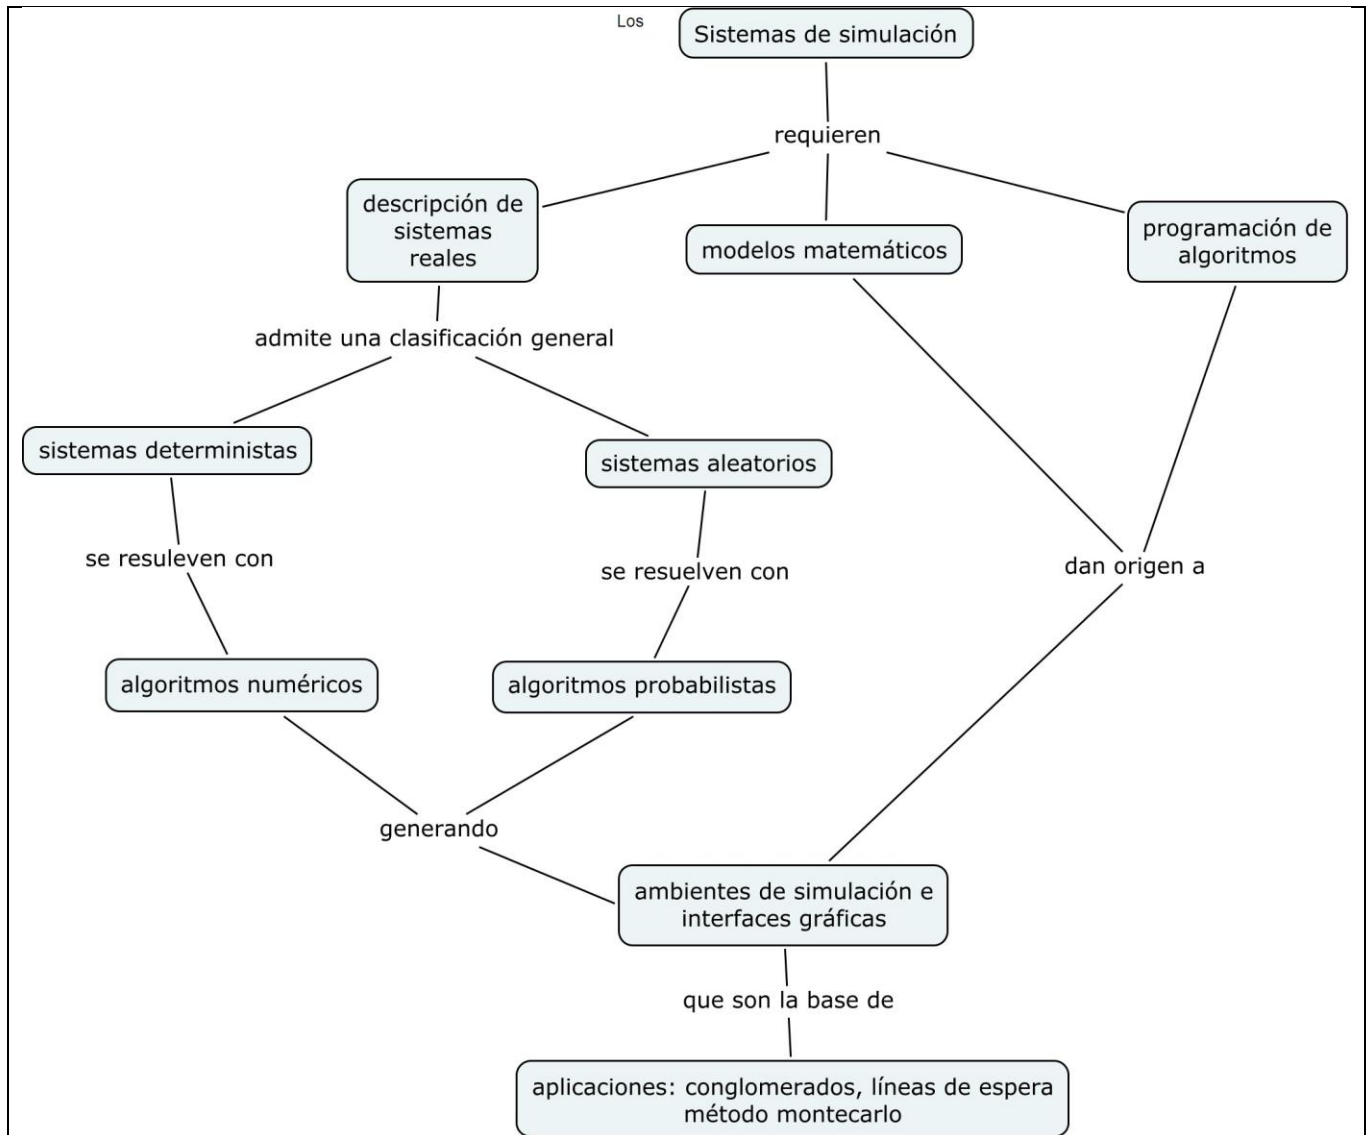 Los
Sistemas de simulación
requieren
descripción de
sistemas
reales
modelos matemáticos
programación de
algoritmos
admite una clasificación general
sistemas deterministas
sistemas aleatorios
se resuleven con
se resuelven con
dan origen a
algoritmos numéricos
algoritmos probabilistas
generando
ambientes de simulación e
interfaces gráficas
que son la base de
aplicaciones: conglomerados, líneas de espera
método montecarlo